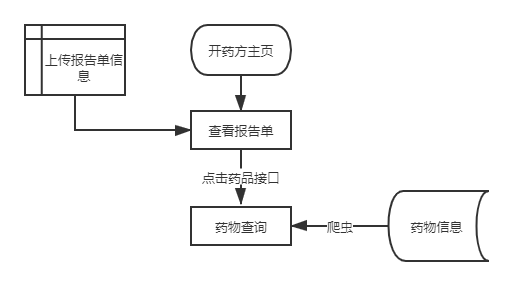 上传报告单信
息
开药方主页
查看报告单
点击药品接口
药物查询
爬虫
药物信息